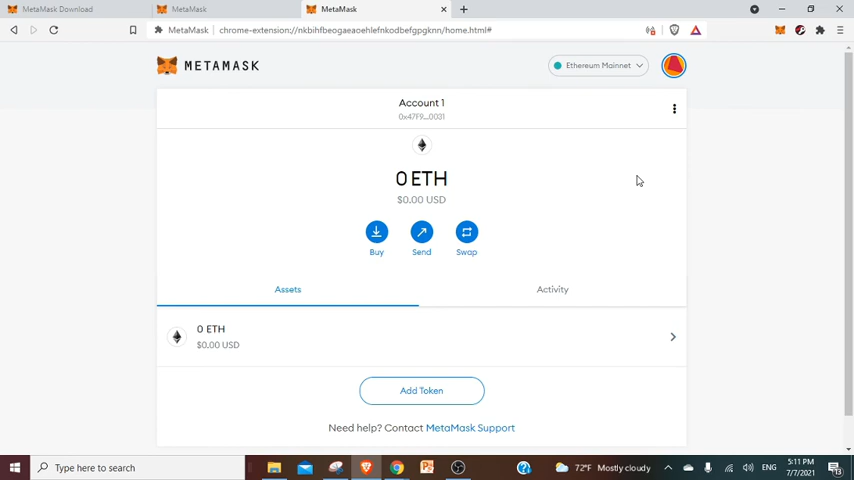 MetaMask Download
MetaMask
MetaMask
MetaMask
chrome-extension://nkbihfbeogaeaoehlefnkodbefgpgknn/home.html#
METAMASK
Ethereum Mainnet
Account 1
0x47F9...0031
0 ETH
$0.00 USD
Buy
Send
Swap
Assets
Activity
0 ETH
$0.00 USD
Add Token
Need help? Contact MetaMask Support
Type here to search
72°F Mostly cloudy
ENG
5:11 PM
7/7/2021
13